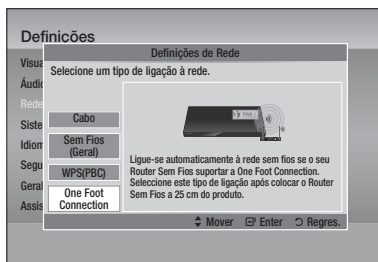 Definições
Definições de Rede
Visua
Selecione um tipo de ligação à rede.
Áudio
Rede
Siste
Idiom
Segu
Geral
Assis
Cabo
Sem Fios
(Geral)
WPS(PBC)
One Foot
Connection
Ligue-se automaticamente à rede sem fios se o seu
Router Sem Fios suportar a One Foot Connection.
Seleccione este tipo de ligação após colocar o Router
Sem Fios a 25 cm do produto.
Mover Enter Regres.